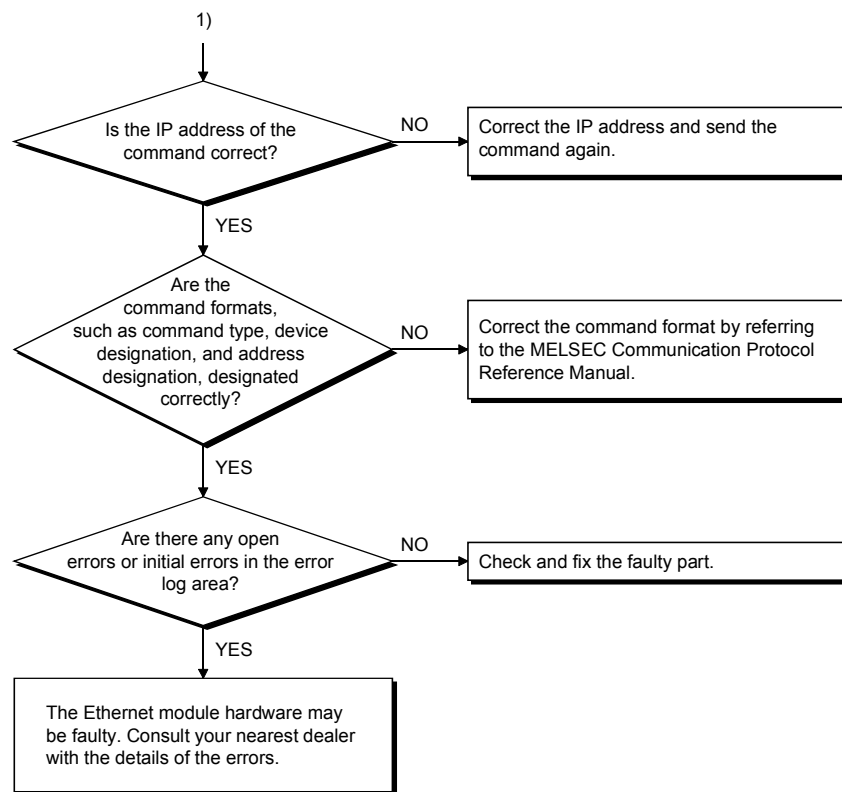 1)
Is the IP address of the
command correct?
NO
Correct the IP address and send the
command again.
YES
Are the
command formats,
such as command type, device
designation, and address
designation, designated
correctly?
NO
Correct the command format by referring
to the MELSEC Communication Protocol
Reference Manual.
YES
Are there any open
errors or initial errors in the error
log area?
NO
Check and fix the faulty part.
YES
The Ethernet module hardware may
be faulty. Consult your nearest dealer
with the details of the errors.